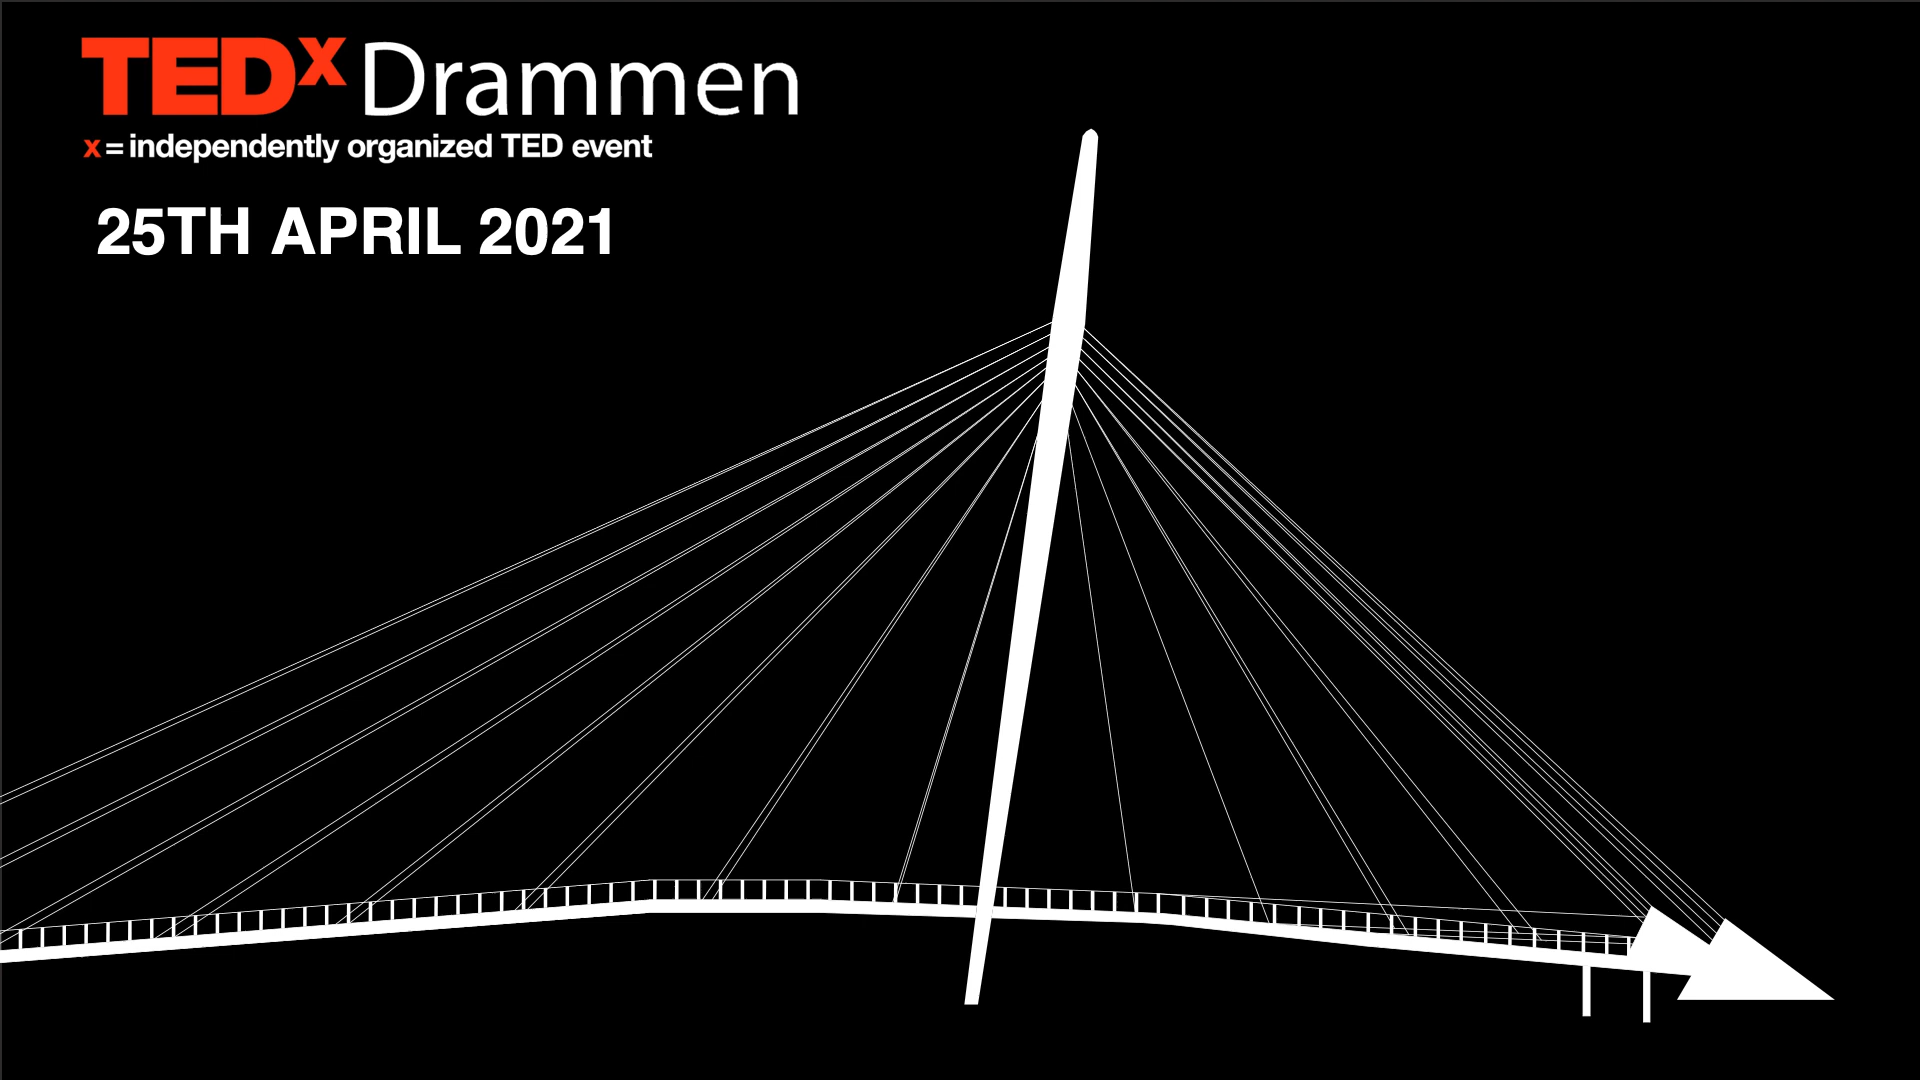 TEDx Drammen
x = independently organized TED event
25TH APRIL 2021